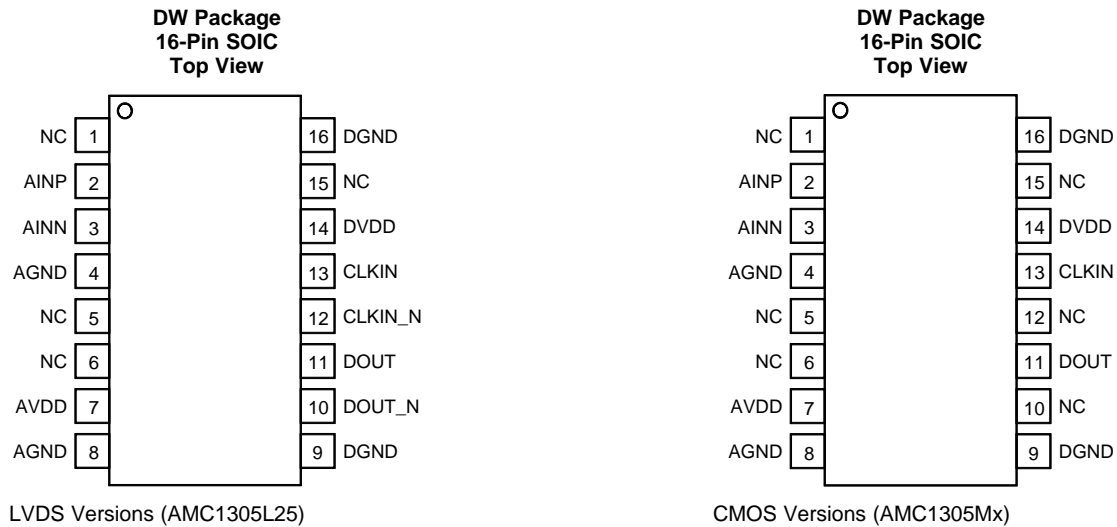 DW Package
16-Pin SOIC
Top View
NC 1 16 DGND
AINP 2 15 NC
AINN 3 14 DVDD
AGND 4 13 CLKIN
NC 5 12 CLKIN_N
NC 6 11 DOUT
AVDD 7 10 DOUT_N
AGND 8 9 DGND
LVDS Versions (AMC1305L25)
DW Package
16-Pin SOIC
Top View
NC 1 16 DGND
AINP 2 15 NC
AINN 3 14 DVDD
AGND 4 13 CLKIN
NC 5 12 NC
NC 6 11 DOUT
AVDD 7 10 NC
AGND 8 9 DGND
CMOS Versions (AMC1305Mx)